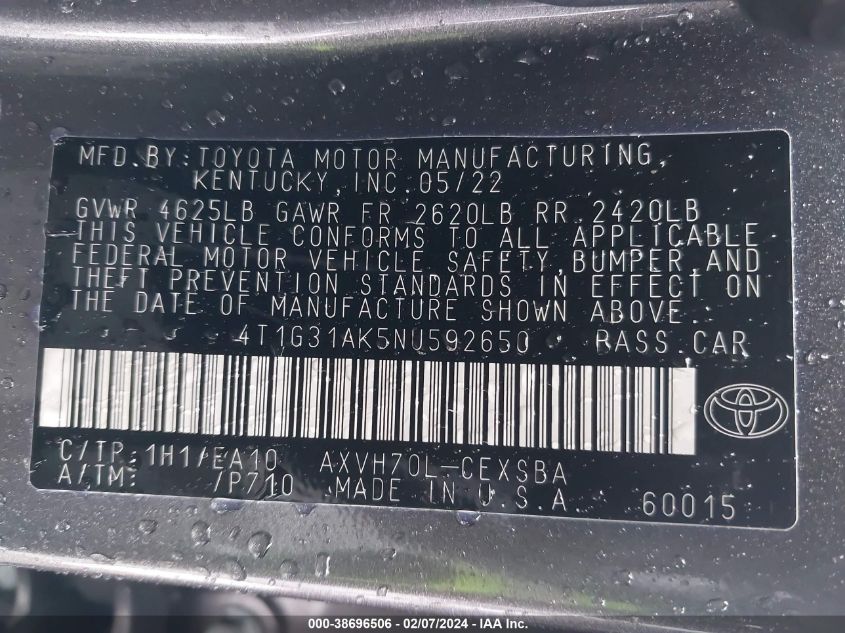 MFD. BY: TOYOTA MOTOR MANUFACTURING,
KENTUCKY, INC. 05/22
GVWR 4625LB GAWR FR 2620LB RR 2420LB
THIS VEHICLE CONFORMS TO ALL APPLICABLE
FEDERAL MOTOR VEHICLE SAFETY, BUMPER, AND
THEFT PREVENTION STANDARDS IN EFFECT ON
THE DATE OF MANUFACTURE SHOWN ABOVE.
4T1G31AK5NU592650 PASS. CAR
C/TR: 1H1/EA10 AXVH70L-CEXSBA
A/TM: /P710 MADE IN U.S.A. 60015
000-38696506 - 02/07/2024 - IAA Inc.